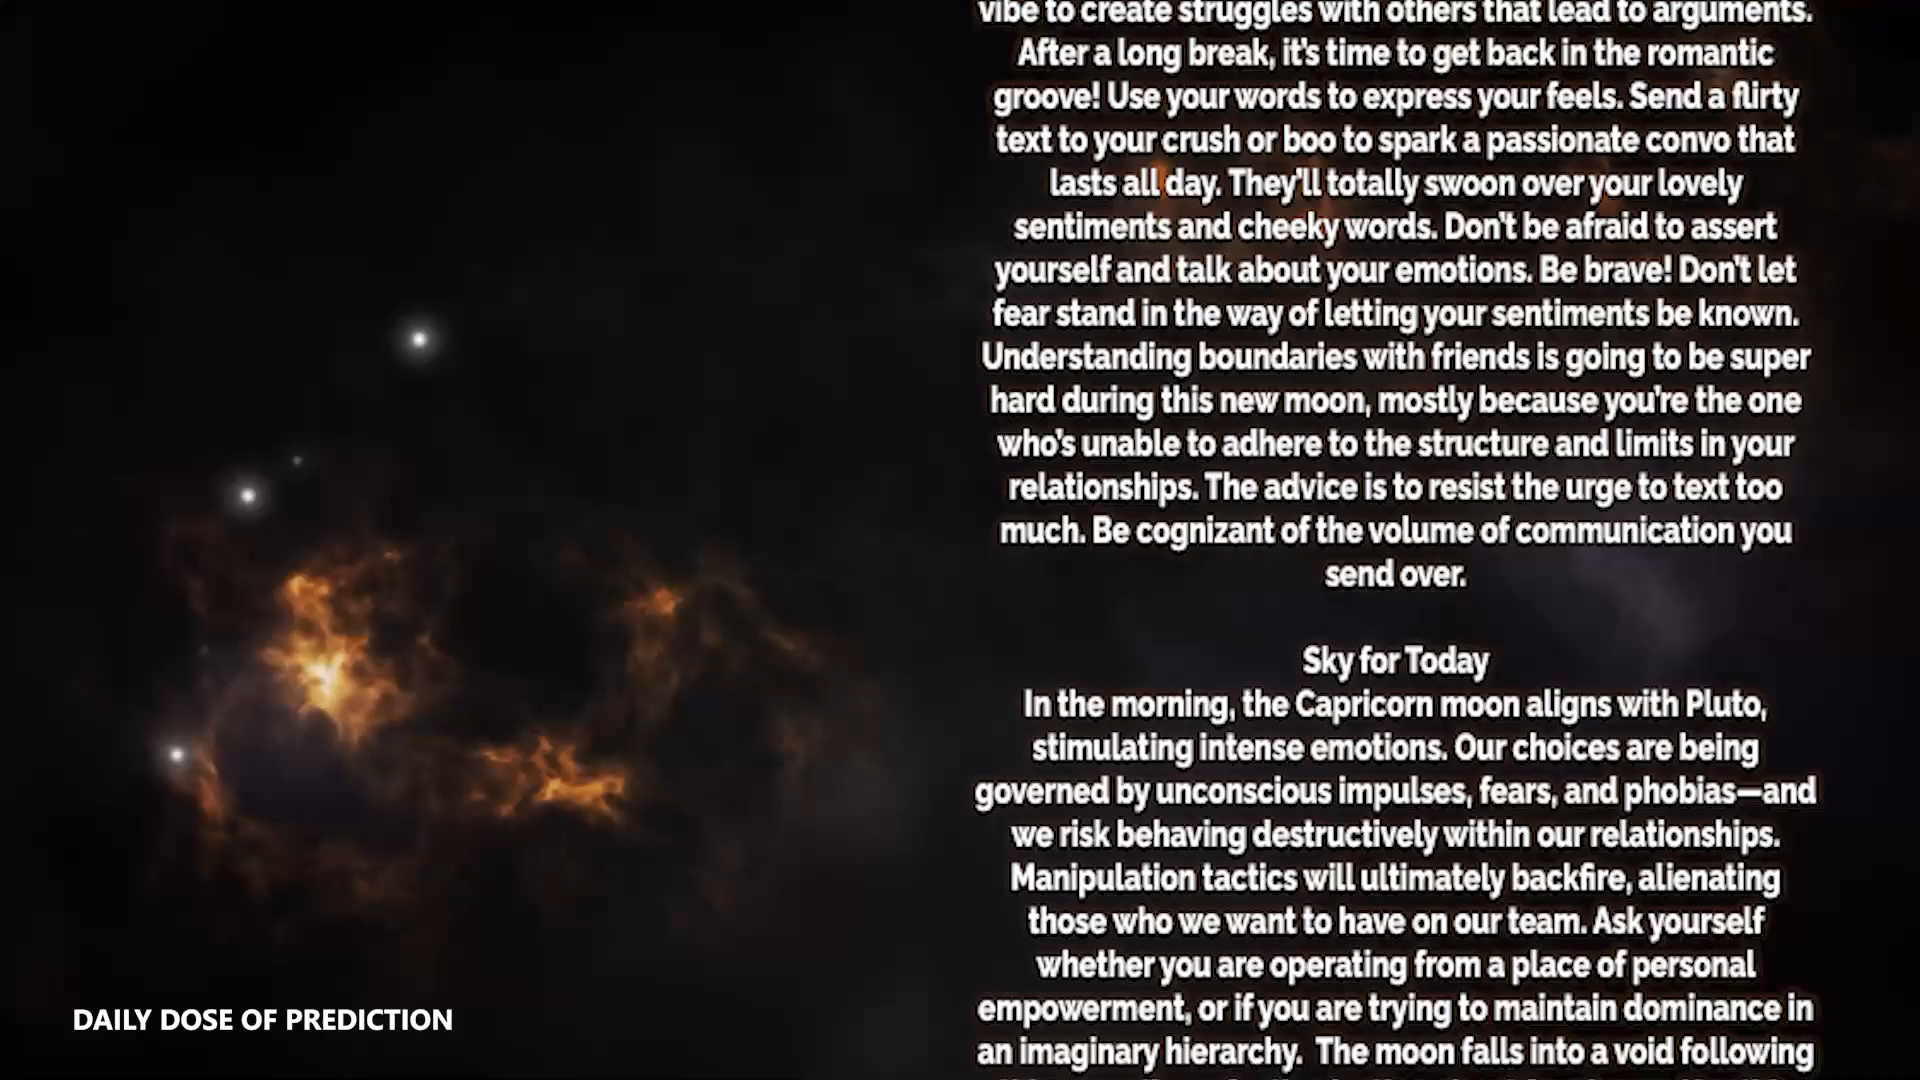 vibe to create struggles with others that lead to arguments.
After a long break, it's time to get back in the romantic
groove! Use your words to express your feels. Send a flirty
text to your crush or boo to spark a passionate convo that
lasts all day. They'll totally swoon over your lovely
sentiments and cheeky words. Don't be afraid to assert
yourself and talk about your emotions. Be brave! Don't let
fear stand in the way of letting your sentiments be known.
Understanding boundaries with friends is going to be super
hard during this new moon, mostly because you're the one
who's unable to adhere to the structure and limits in your
relationships. The advice is to resist the urge to text too
much. Be cognizant of the volume of communication you
send over.
Sky for Today
In the morning, the Capricorn moon aligns with Pluto,
stimulating intense emotions. Our choices are being
governed by unconscious impulses, fears, and phobias—and
we risk behaving destructively within our relationships.
Manipulation tactics will ultimately backfire, alienating
those who we want to have on our team. Ask yourself
whether you are operating from a place of personal
empowerment, or if you are trying to maintain dominance in
an imaginary hierarchy.  The moon falls into a void following
DAILY DOSE OF PREDICTION